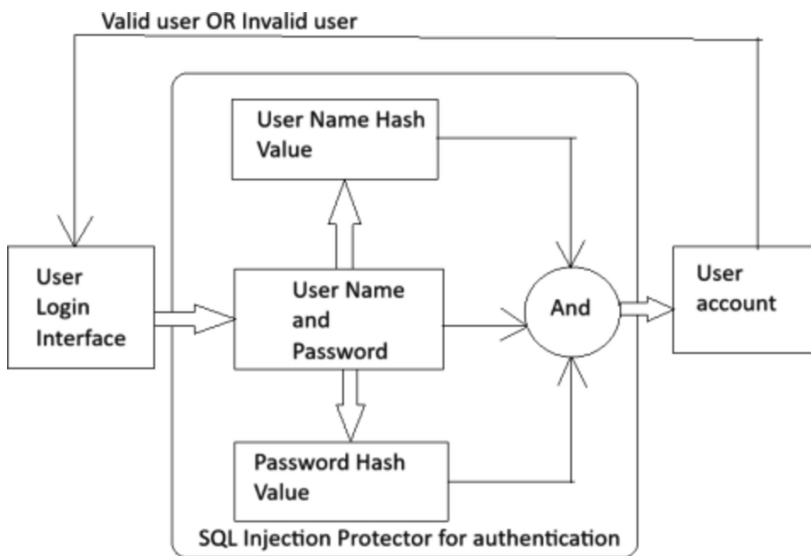 Valid user OR Invalid user
User Name Hash
Value
User
Login
Interface
User Name
and
Password
And
User
account
Password Hash
Value
SQL Injection Protector for authentication